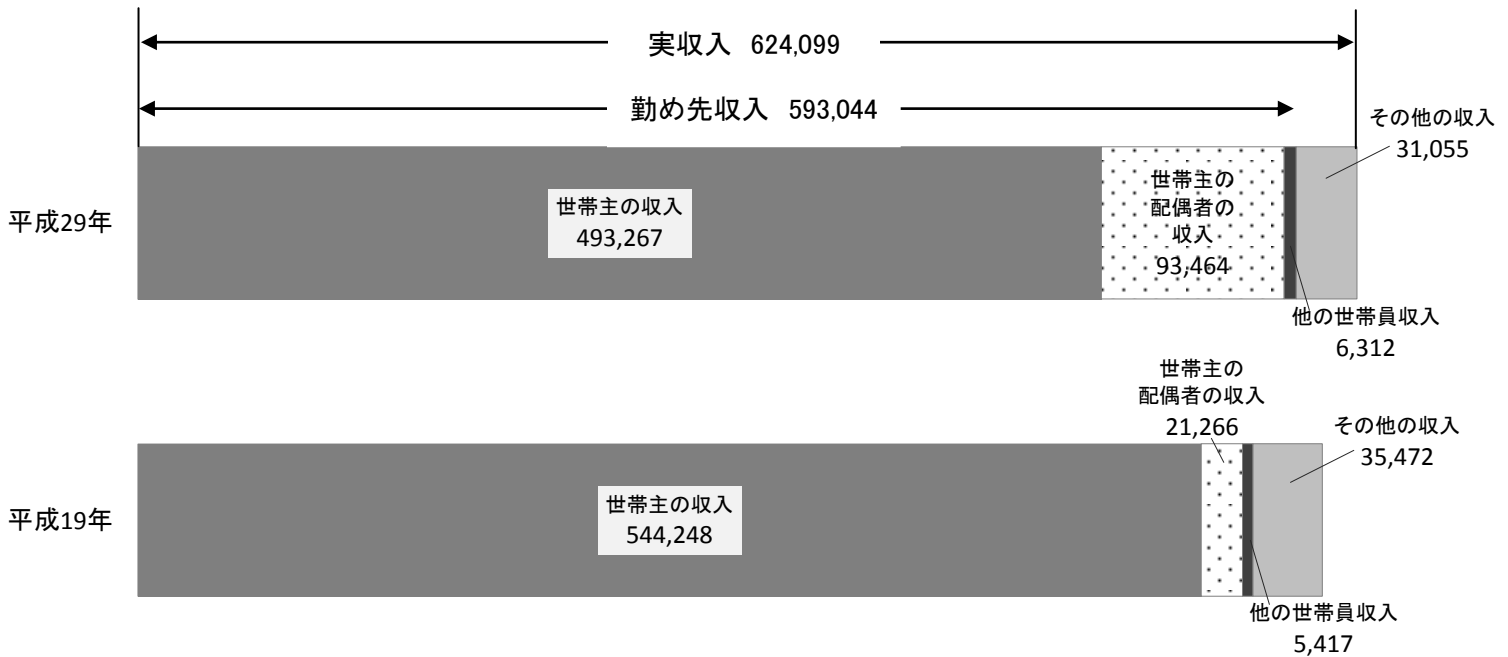 実収入 624,099
勤め先収入 593,044
その他の収入
31,055
平成29年
世帯主の収入
493,267
世帯主の
配偶者の
収入
93,464
他の世帯員収入
6,312
世帯主の
配偶者の収入
21,266
その他の収入
35,472
平成19年
世帯主の収入
544,248
他の世帯員収入
5,417